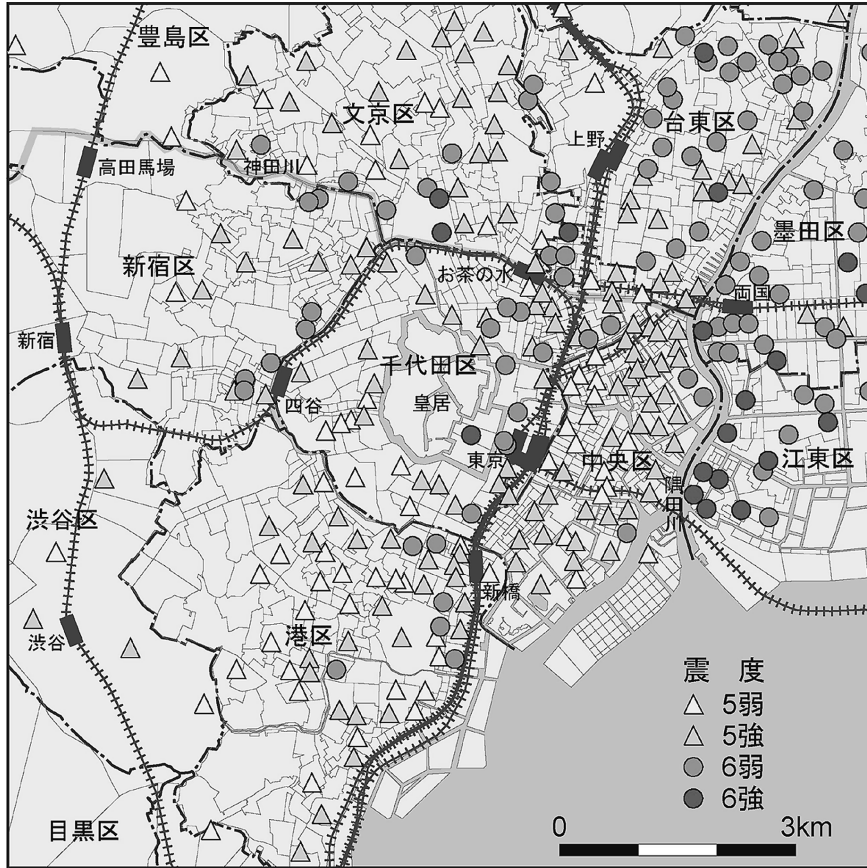 豊島区
文京区
上野
台東区
高田馬場
神田川
墨田区
新宿区
お茶の水
両国
新宿
千代田区
皇居
四谷
東京
中央区
江東区
隅田川
渋谷区
新橋
渋谷
港区
震 度
5弱
5強
6弱
6強
目黒区
0 3km